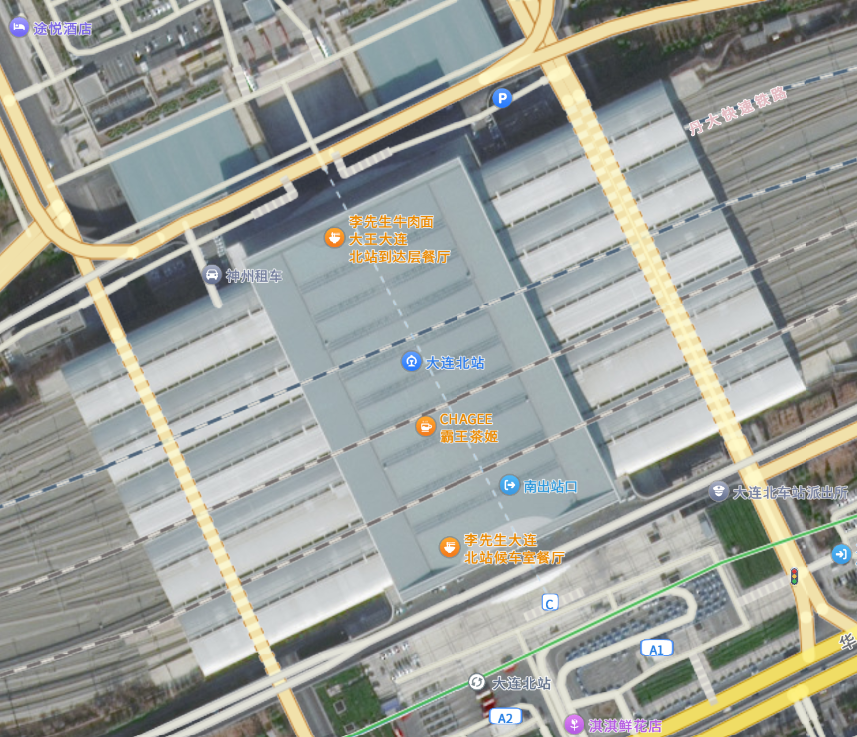 途悦酒店
P
丹大快速铁路
李先生牛肉面
大王大连
北站到达层餐厅
神州租车
大连北站
CHAGEE
霸王茶姬
南出站口
大连北车站派出所
李先生大连
北站候车室餐厅
C
华
A1
大连北站
A2
淇淇鲜花店